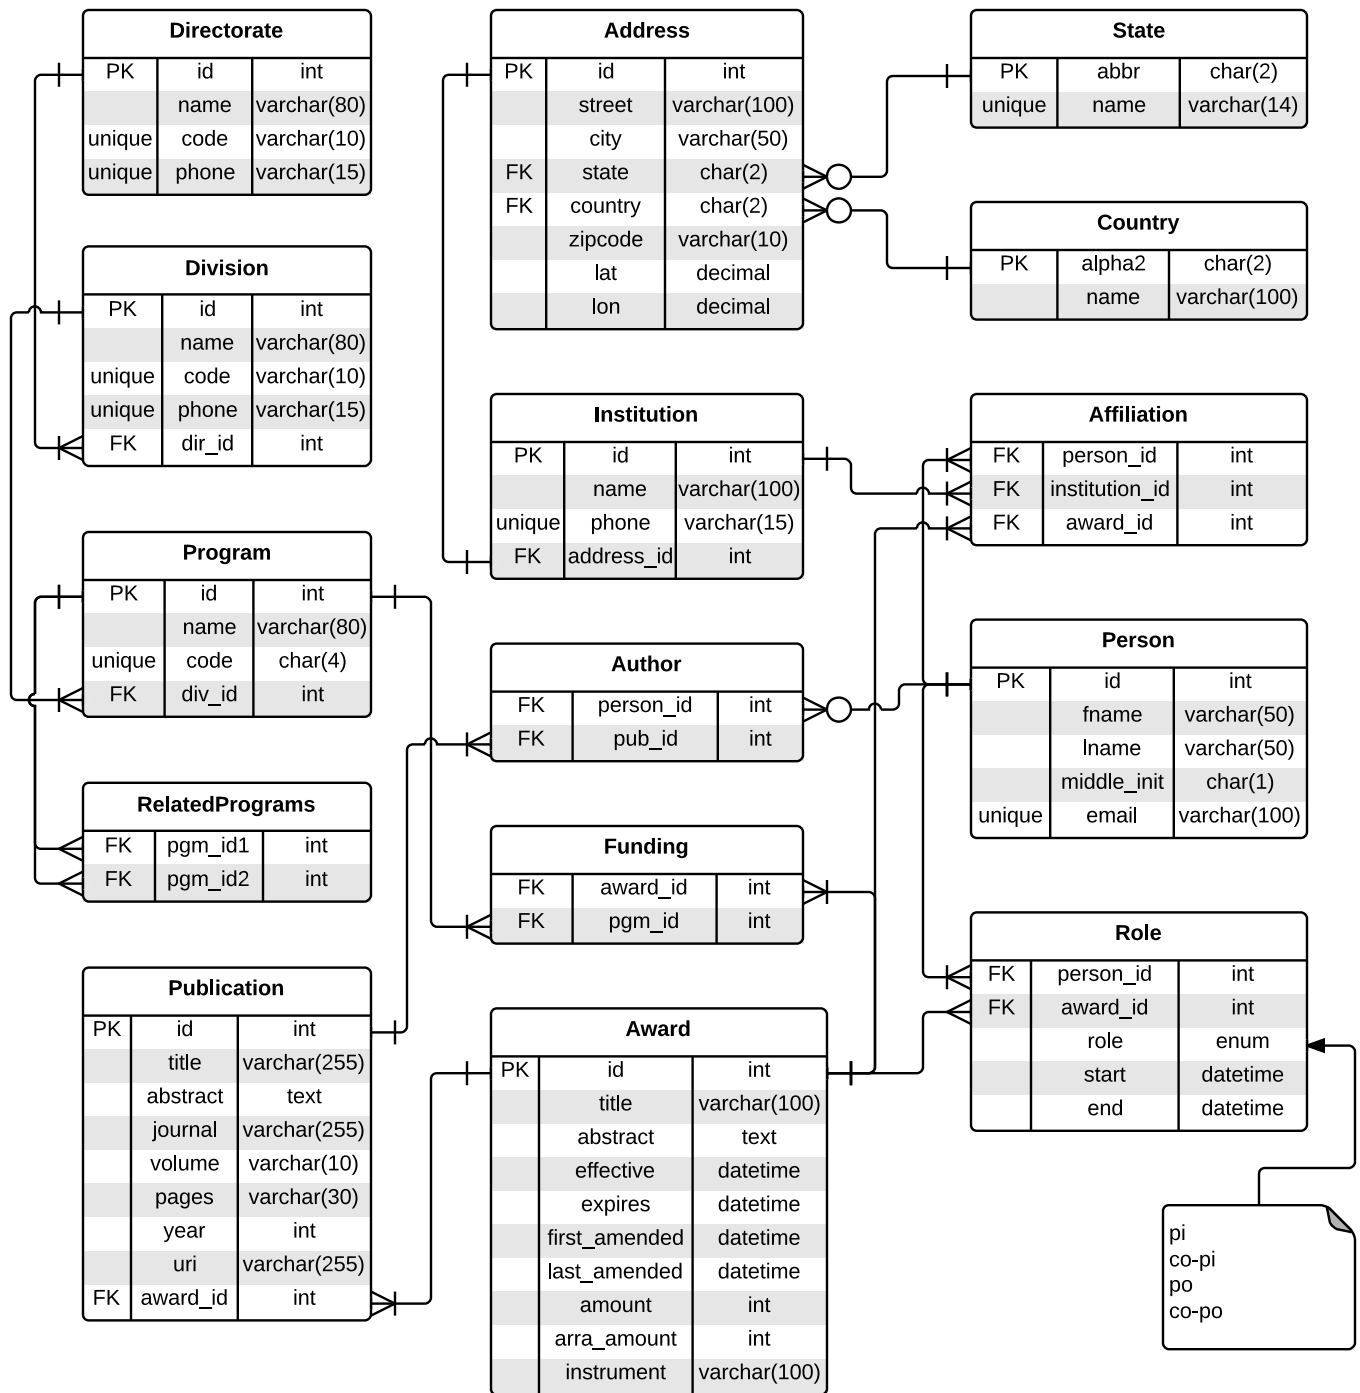 Directorate
PK id int
name varchar(80)
unique code varchar(10)
unique phone varchar(15)
Division
PK id int
name varchar(80)
unique code varchar(10)
unique phone varchar(15)
FK dir_id int
Program
PK id int
name varchar(80)
unique code char(4)
FK div_id int
RelatedPrograms
FK pgm_id1 int
FK pgm_id2 int
Publication
PK id int
title varchar(255)
abstract text
journal varchar(255)
volume varchar(10)
pages varchar(30)
year int
uri varchar(255)
FK award_id int
Address
PK id int
street varchar(100)
city varchar(50)
FK state char(2)
FK country char(2)
zipcode varchar(10)
lat decimal
lon decimal
Institution
PK id int
name varchar(100)
unique phone varchar(15)
FK address_id int
Author
FK person_id int
FK pub_id int
Funding
FK award_id int
FK pgm_id int
Award
PK id int
title varchar(100)
abstract text
effective datetime
expires datetime
first_amended datetime
last_amended datetime
amount int
arra_amount int
instrument varchar(100)
State
PK abbr char(2)
unique name varchar(14)
Country
PK alpha2 char(2)
name varchar(100)
Affiliation
FK person_id int
FK institution_id int
FK award_id int
Person
PK id int
fname varchar(50)
lname varchar(50)
middle_init char(1)
unique email varchar(100)
Role
FK person_id int
FK award_id int
role enum
start datetime
end datetime
pi
co-pi
po
co-po